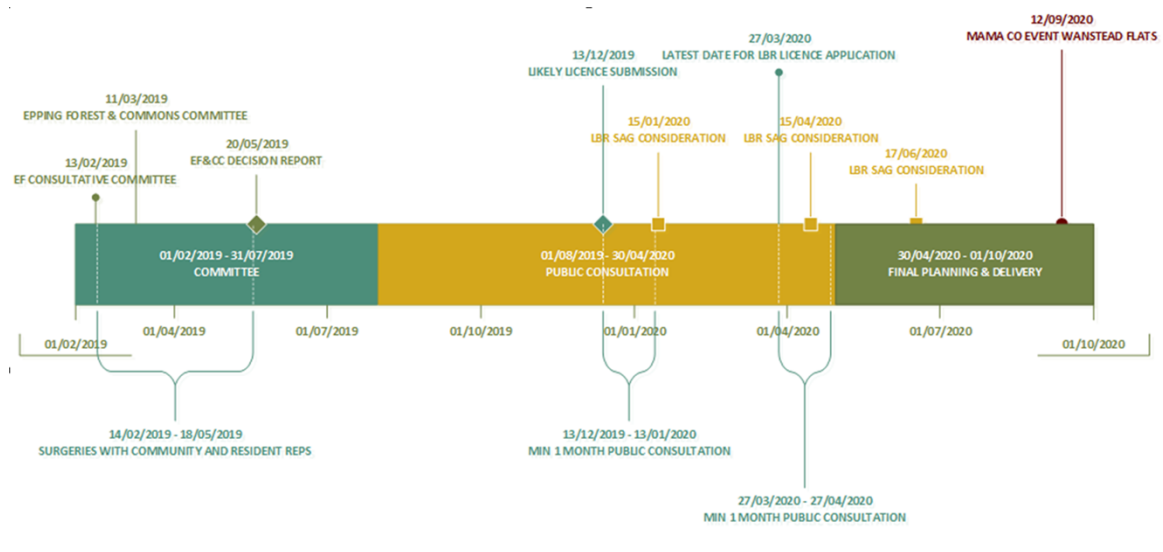 12/09/2020
MAMA CO EVENT WANSTEAD FLATS
27/03/2020
LATEST DATE FOR LBR LICENCE APPLICATION
13/12/2019
LIKELY LICENCE SUBMISSION
11/03/2019
EPPING FOREST & COMMONS COMMITTEE
15/01/2020
LBR SAG CONSIDERATION
15/04/2020
LBR SAG CONSIDERATION
20/05/2019
EF&CC DECISION REPORT
17/06/2020
LBR SAG CONSIDERATION
13/02/2019
EF CONSULTATIVE COMMITTEE
01/02/2019 - 31/07/2019
COMMITTEE
01/08/2019 - 30/04/2020
PUBLIC CONSULTATION
30/04/2020 - 01/10/2020
FINAL PLANNING & DELIVERY
01/02/2019
01/04/2019
01/07/2019
01/10/2019
01/01/2020
01/04/2020
01/07/2020
01/10/2020
14/02/2019 - 18/05/2019
SURGERIES WITH COMMUNITY AND RESIDENT REPS
13/12/2019 - 13/01/2020
MIN 1 MONTH PUBLIC CONSULTATION
27/03/2020 - 27/04/2020
MIN 1 MONTH PUBLIC CONSULTATION